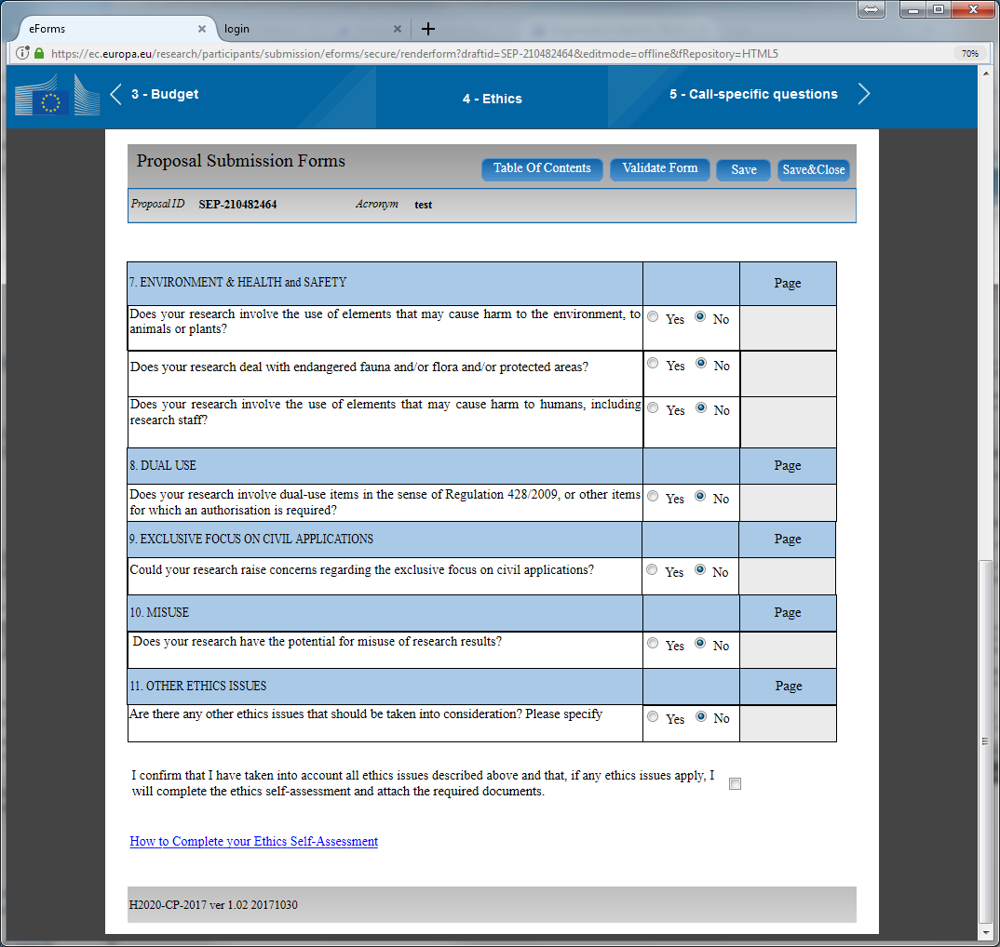 eForms
login
https://ec.europa.eu/research/participants/submission/eforms/secure/renderform?draftid=SEP-210482464&editmode=offline&fRepository=HTML5
70%
3 - Budget
4 - Ethics
5 - Call-specific questions
Proposal Submission Forms
Table Of Contents
Validate Form
Save
Save&Close
Proposal ID SEP-210482464 Acronym test
7. ENVIRONMENT & HEALTH and SAFETY Page
Does your research involve the use of elements that may cause harm to the environment, to
animals or plants?
Yes No
Does your research deal with endangered fauna and/or flora and/or protected areas?
Yes No
Does your research involve the use of elements that may cause harm to humans, including
research staff?
Yes No
8. DUAL USE Page
Does your research involve dual-use items in the sense of Regulation 428/2009, or other items
for which an authorisation is required?
Yes No
9. EXCLUSIVE FOCUS ON CIVIL APPLICATIONS Page
Could your research raise concerns regarding the exclusive focus on civil applications?
Yes No
10. MISUSE Page
Does your research have the potential for misuse of research results?
Yes No
11. OTHER ETHICS ISSUES Page
Are there any other ethics issues that should be taken into consideration? Please specify
Yes No
I confirm that I have taken into account all ethics issues described above and that, if any ethics issues apply, I
will complete the ethics self-assessment and attach the required documents.
How to Complete your Ethics Self-Assessment
H2020-CP-2017 ver 1.02 20171030